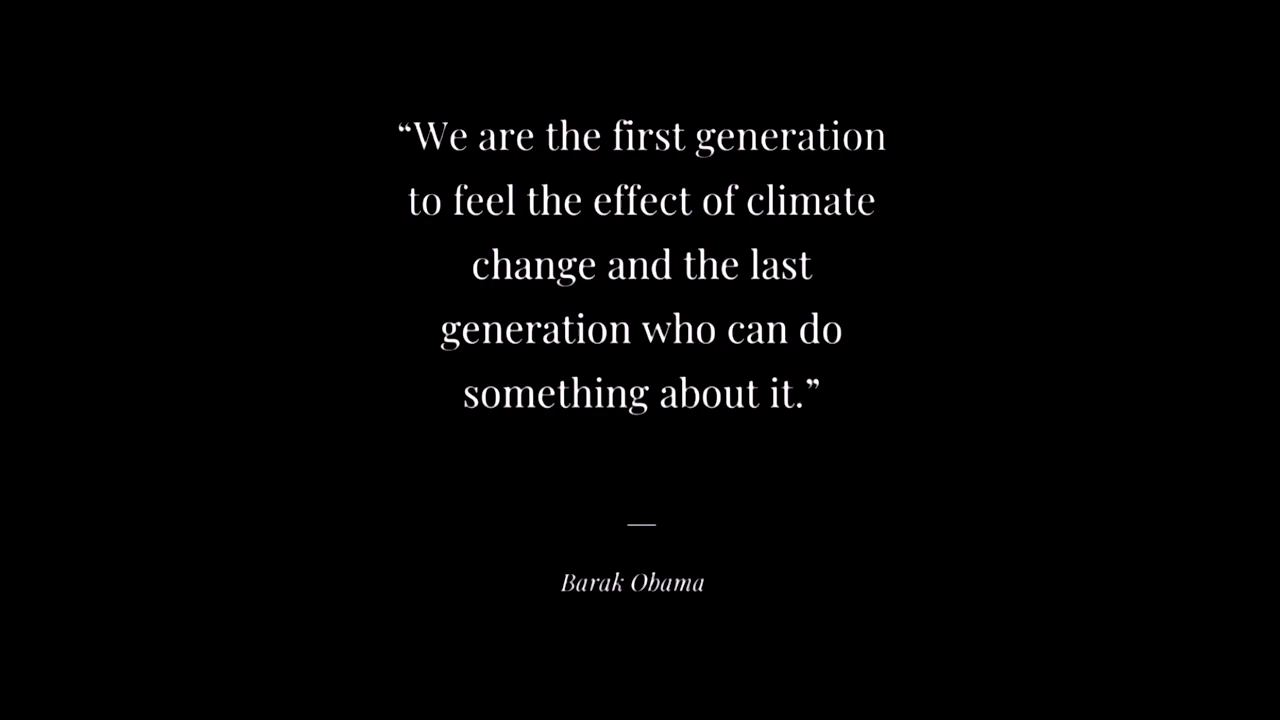 “We are the first generation
to feel the effect of climate
change and the last
generation who can do
something about it.”
—
Barak Obama